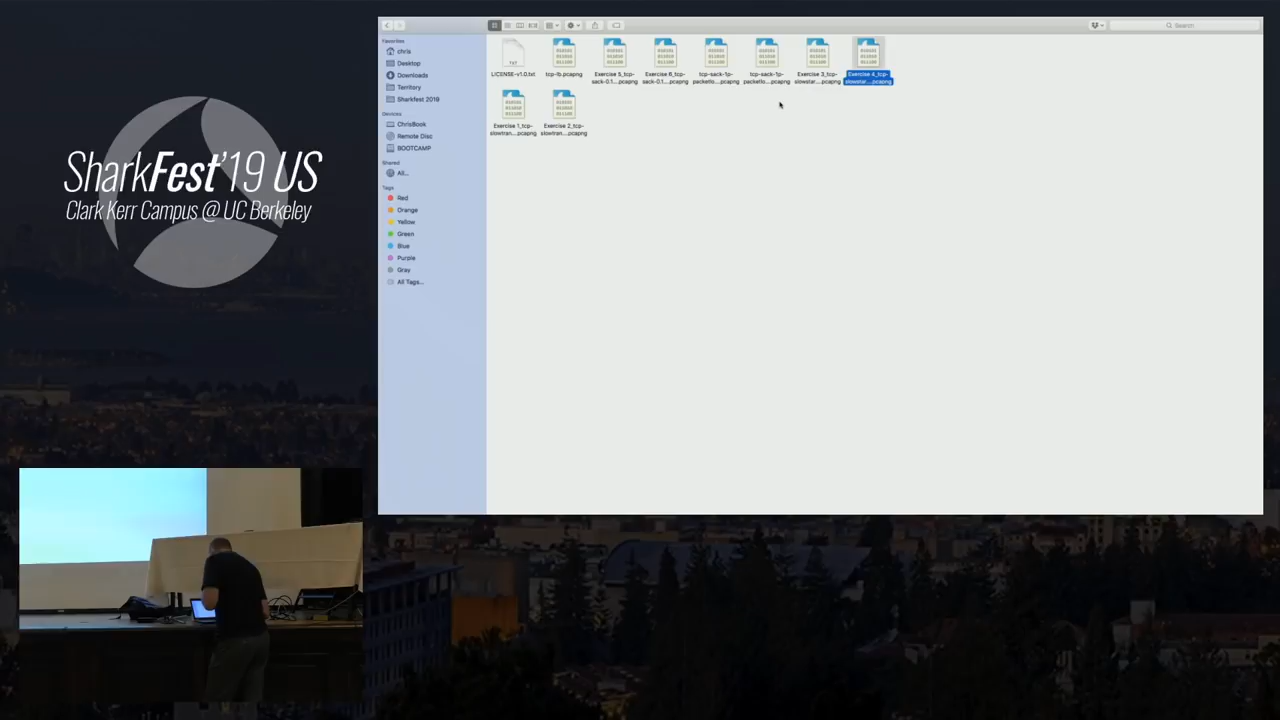 SharkFest'19 US
Clark Kerr Campus @ UC Berkeley
Search
Favorites
chris
Desktop
Downloads
Territory
Sharkfest 2019
Devices
ChrisBook
Remote Disc
BOOTCAMP
Shared
All...
Tags
Red
Orange
Yellow
Green
Blue
Purple
Gray
All Tags...
TXT
LICENSE-v1.0.txt
tcp-lb.pcapng
Exercise 5_tcp-
sack-0.1...pcapng
Exercise 6_tcp-
sack-0.1...pcapng
tcp-sack-1p-
packetlo....pcapng
tcp-sack-1p-
packetlo....pcapng
Exercise 3_tcp-
slowstar....pcapng
Exercise 4_tcp-
slowstar....pcapng
Exercise 1_tcp-
slowtran....pcapng
Exercise 2_tcp-
slowtran....pcapng